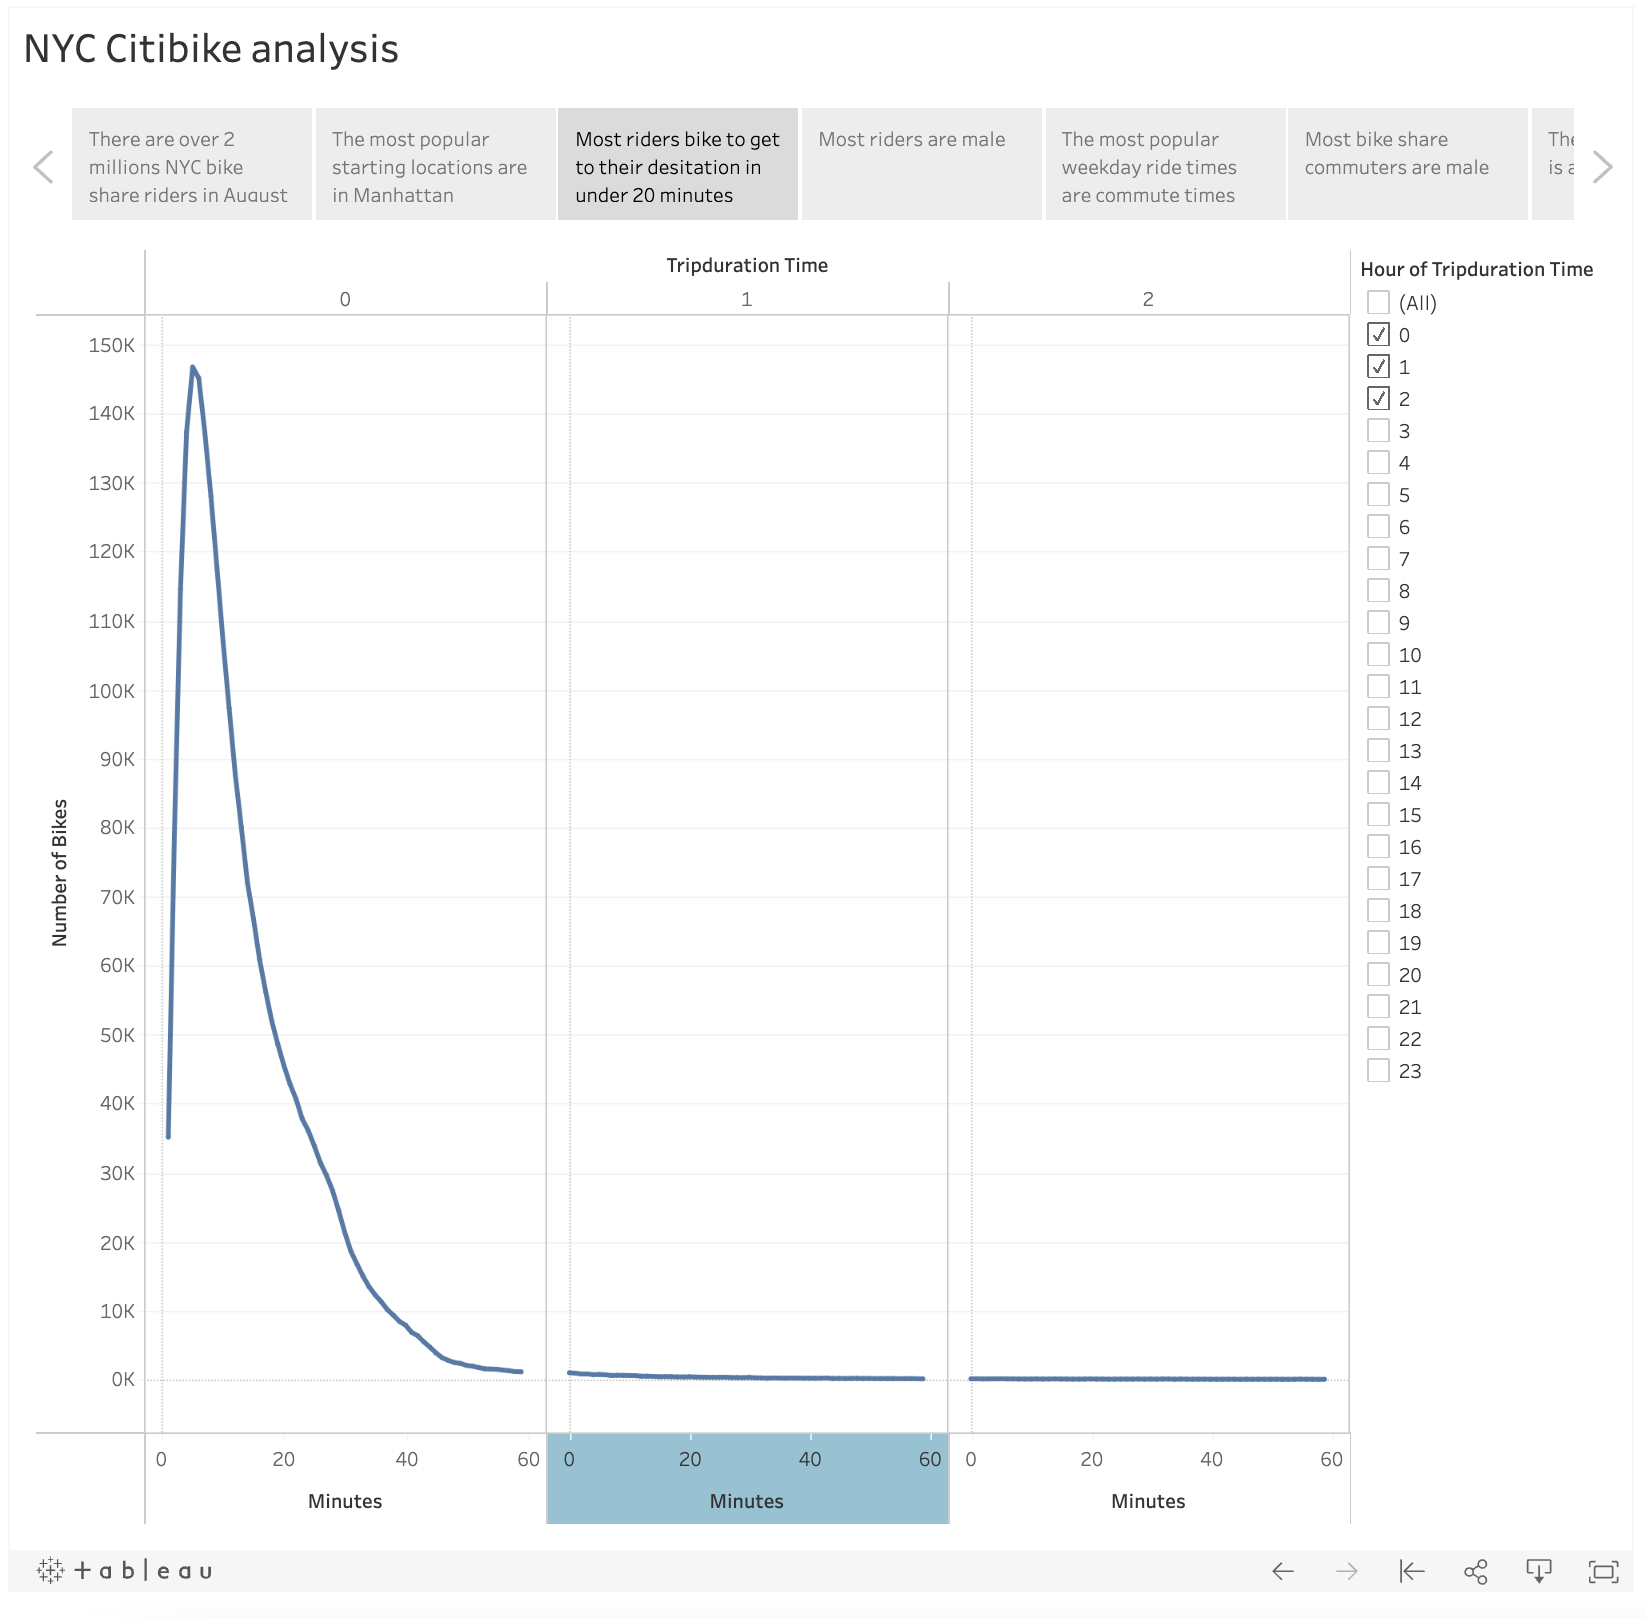 NYC Citibike analysis
There are over 2
millions NYC bike
share riders in August
The most popular
starting locations are
in Manhattan
Most riders bike to get
to their desitation in
under 20 minutes
Most riders are male
The most popular
weekday ride times
are commute times
Most bike share
commuters are male
The
is a
Tripduration Time
0 1 2
150K
140K
130K
120K
110K
100K
90K
80K
70K
60K
50K
40K
30K
20K
10K
0K
Number of Bikes
0 20 40 60 0 20 40 60 0 20 40 60
Minutes Minutes Minutes
Hour of Tripduration Time
(All)
0
1
2
3
4
5
6
7
8
9
10
11
12
13
14
15
16
17
18
19
20
21
22
23
+ a b l e a u